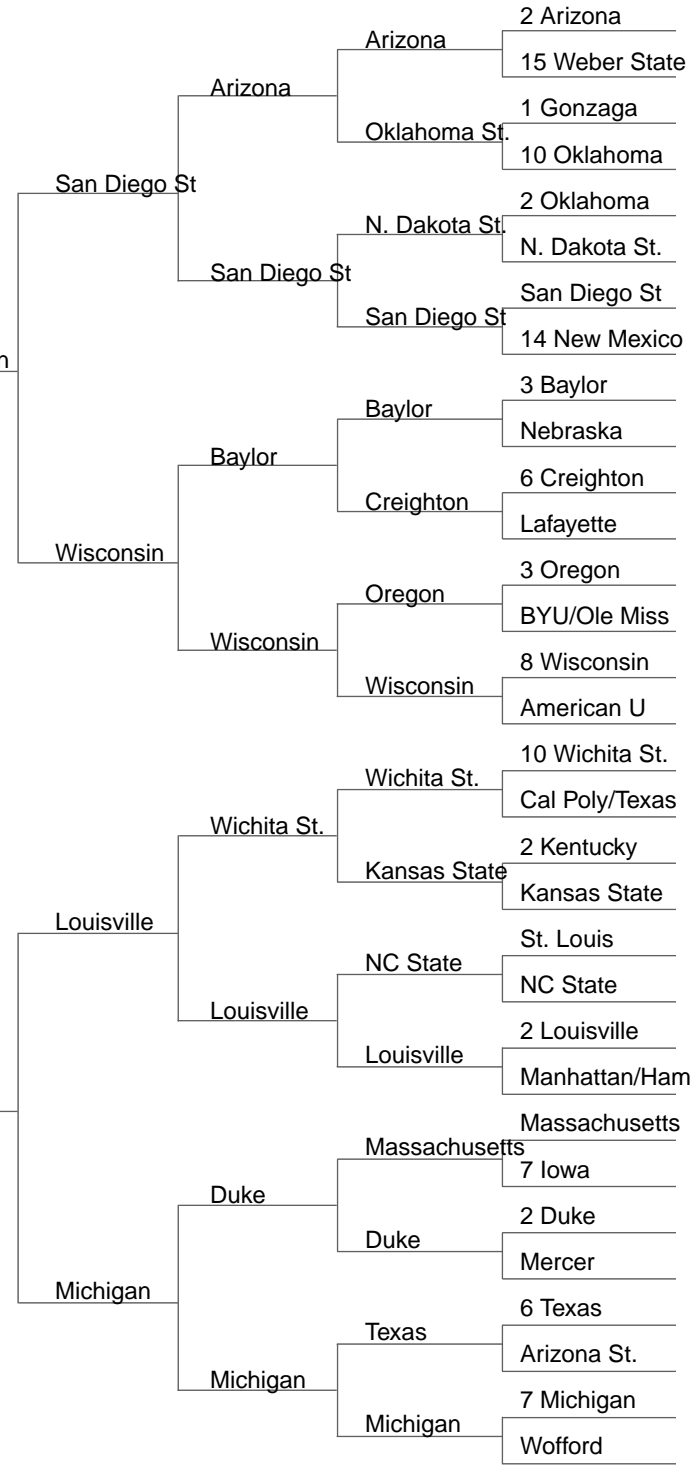 2 Arizona
Arizona
15 Weber State
Arizona
1 Gonzaga
Oklahoma St.
10 Oklahoma
San Diego St
2 Oklahoma
N. Dakota St.
N. Dakota St.
San Diego St
San Diego St
San Diego St
14 New Mexico
n
3 Baylor
Baylor
Nebraska
Baylor
6 Creighton
Creighton
Lafayette
Wisconsin
3 Oregon
Oregon
BYU/Ole Miss
Wisconsin
8 Wisconsin
Wisconsin
American U
10 Wichita St.
Wichita St.
Cal Poly/Texas
Wichita St.
2 Kentucky
Kansas State
Kansas State
Louisville
St. Louis
NC State
NC State
Louisville
2 Louisville
Louisville
Manhattan/Ham
Massachusetts
Massachusetts
7 Iowa
Duke
2 Duke
Duke
Mercer
Michigan
6 Texas
Texas
Arizona St.
Michigan
7 Michigan
Michigan
Wofford